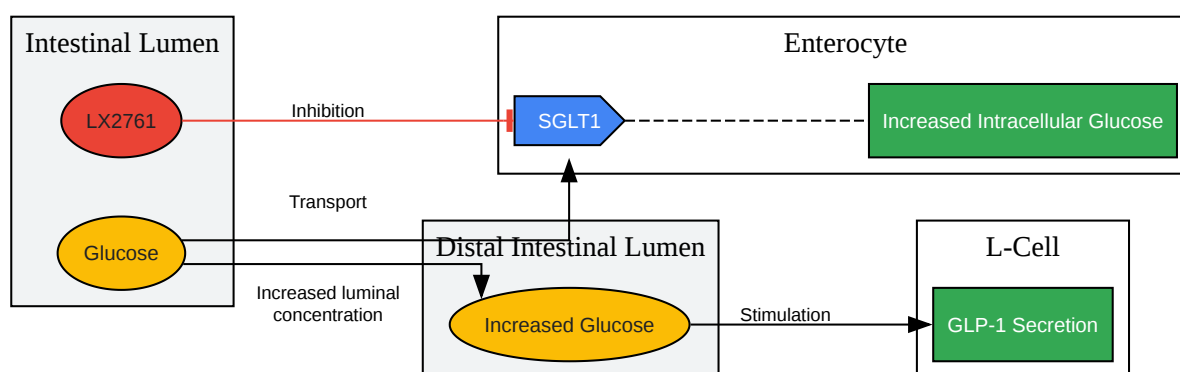 Intestinal Lumen
Enterocyte
LX2761
Inhibition
SGLT1
Increased Intracellular Glucose
Transport
Glucose
Distal Intestinal Lumen
L-Cell
Increased luminal
concentration
Increased Glucose
Stimulation
GLP-1 Secretion